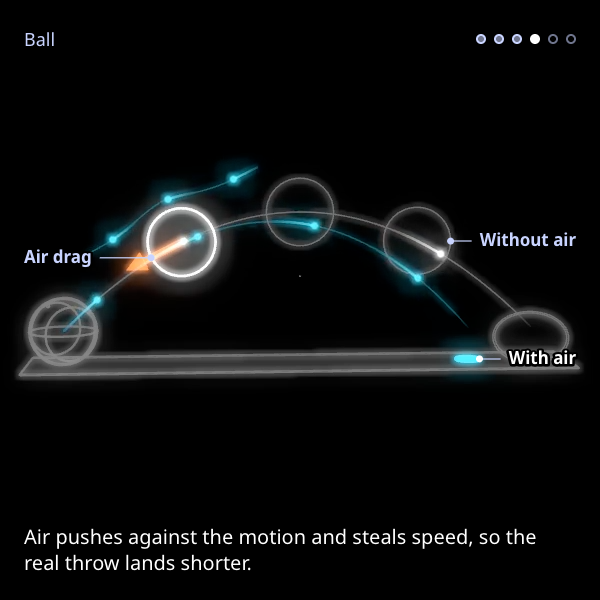 Ball
Without air
Air drag
With air
Air pushes against the motion and steals speed, so the
real throw lands shorter.